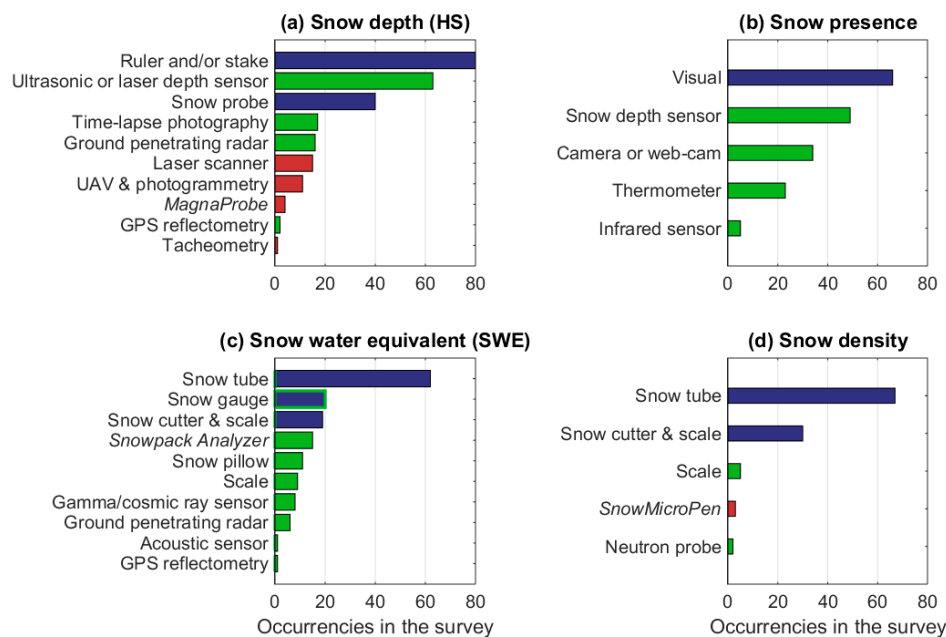 (a) Snow depth (HS)
Ruler and/or stake
Ultrasonic or laser depth sensor
Snow probe
Time-lapse photography
Ground penetrating radar
Laser scanner
UAV & photogrammetry
MagnaProbe
GPS reflectometry
Tacheometry
0 20 40 60 80
(b) Snow presence
Visual
Snow depth sensor
Camera or web-cam
Thermometer
Infrared sensor
0 20 40 60 80
(c) Snow water equivalent (SWE)
Snow tube
Snow gauge
Snow cutter & scale
Snowpack Analyzer
Snow pillow
Scale
Gamma/cosmic ray sensor
Ground penetrating radar
Acoustic sensor
GPS reflectometry
0 20 40 60 80
Occurrencies in the survey
(d) Snow density
Snow tube
Snow cutter & scale
Scale
SnowMicroPen
Neutron probe
0 20 40 60 80
Occurrencies in the survey